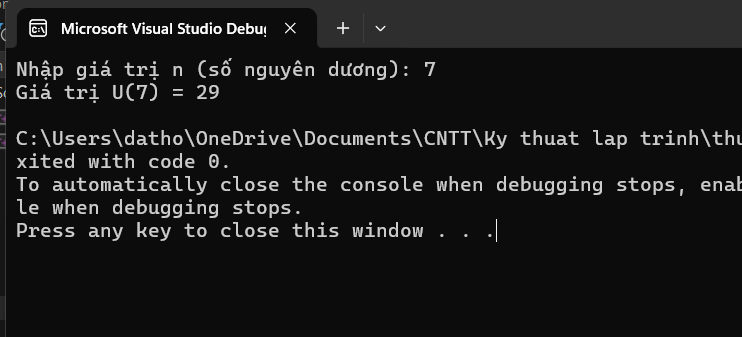 Microsoft Visual Studio Debug
Nhập giá trị n (số nguyên dương): 7
Giá trị U(7) = 29
C:\Users\datho\OneDrive\Documents\CNTT\Ky thuat lap trinh\thu
xited with code 0.
To automatically close the console when debugging stops, enab
le when debugging stops.
Press any key to close this window . . .